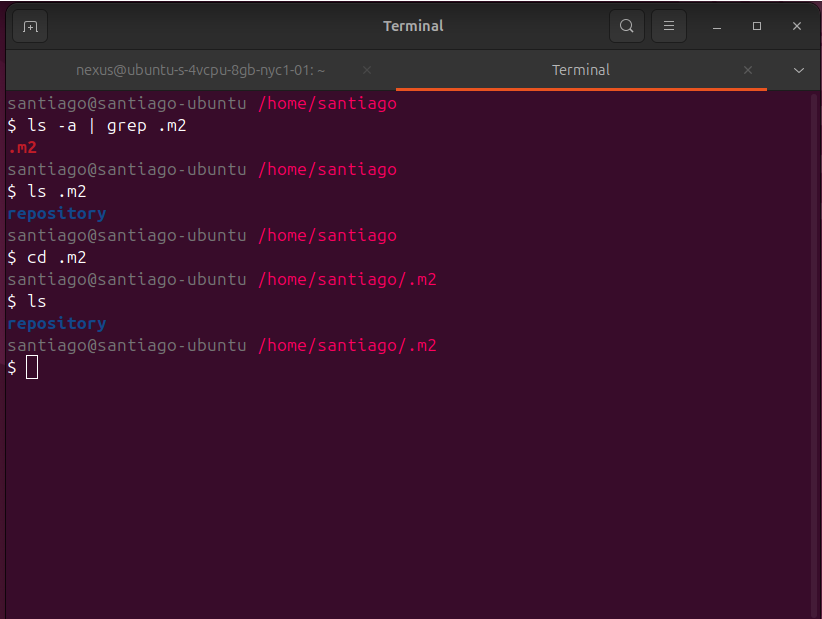 Terminal
nexus@ubuntu-s-4vcpu-8gb-nyc1-01: ~
Terminal
santiago@santiago-ubuntu /home/santiago
$ ls -a | grep .m2
.m2
santiago@santiago-ubuntu /home/santiago
$ ls .m2
repository
santiago@santiago-ubuntu /home/santiago
$ cd .m2
santiago@santiago-ubuntu /home/santiago/.m2
$ ls
repository
santiago@santiago-ubuntu /home/santiago/.m2
$